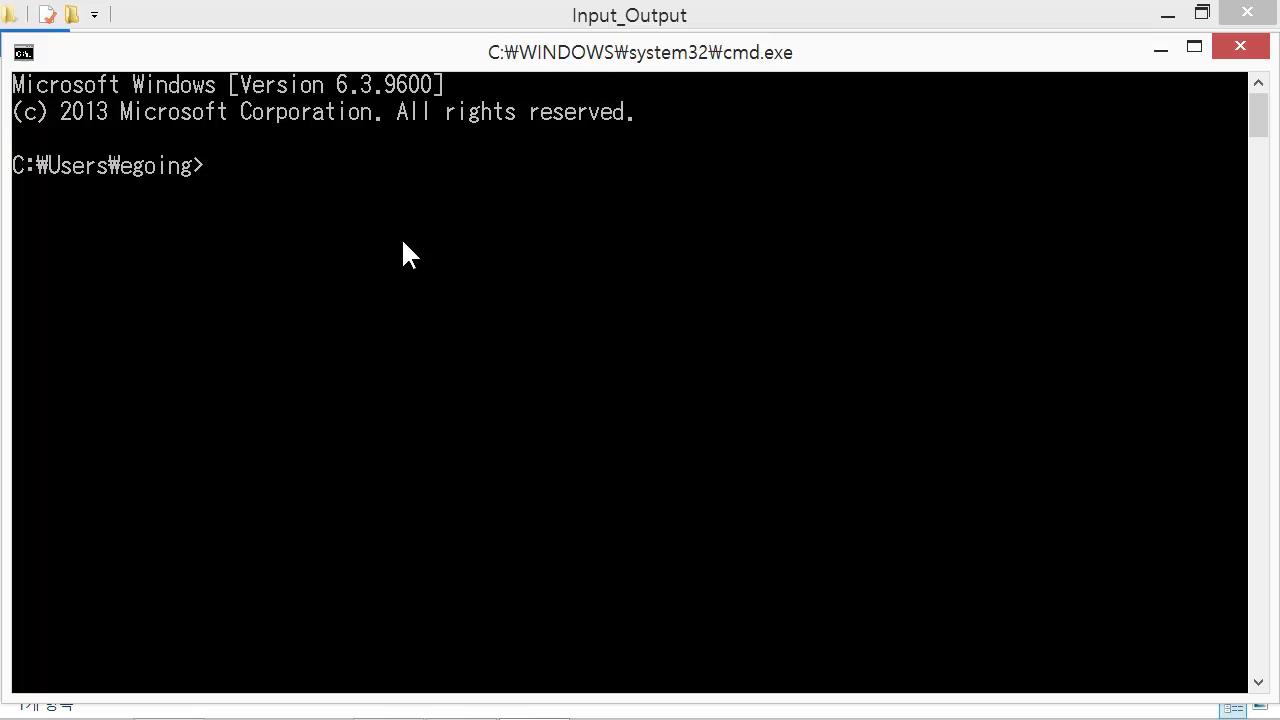 Input_Output
C:₩WINDOWS₩system32₩cmd.exe
Microsoft Windows [Version 6.3.9600]
(c) 2013 Microsoft Corporation. All rights reserved.
C:₩Users₩egoing>